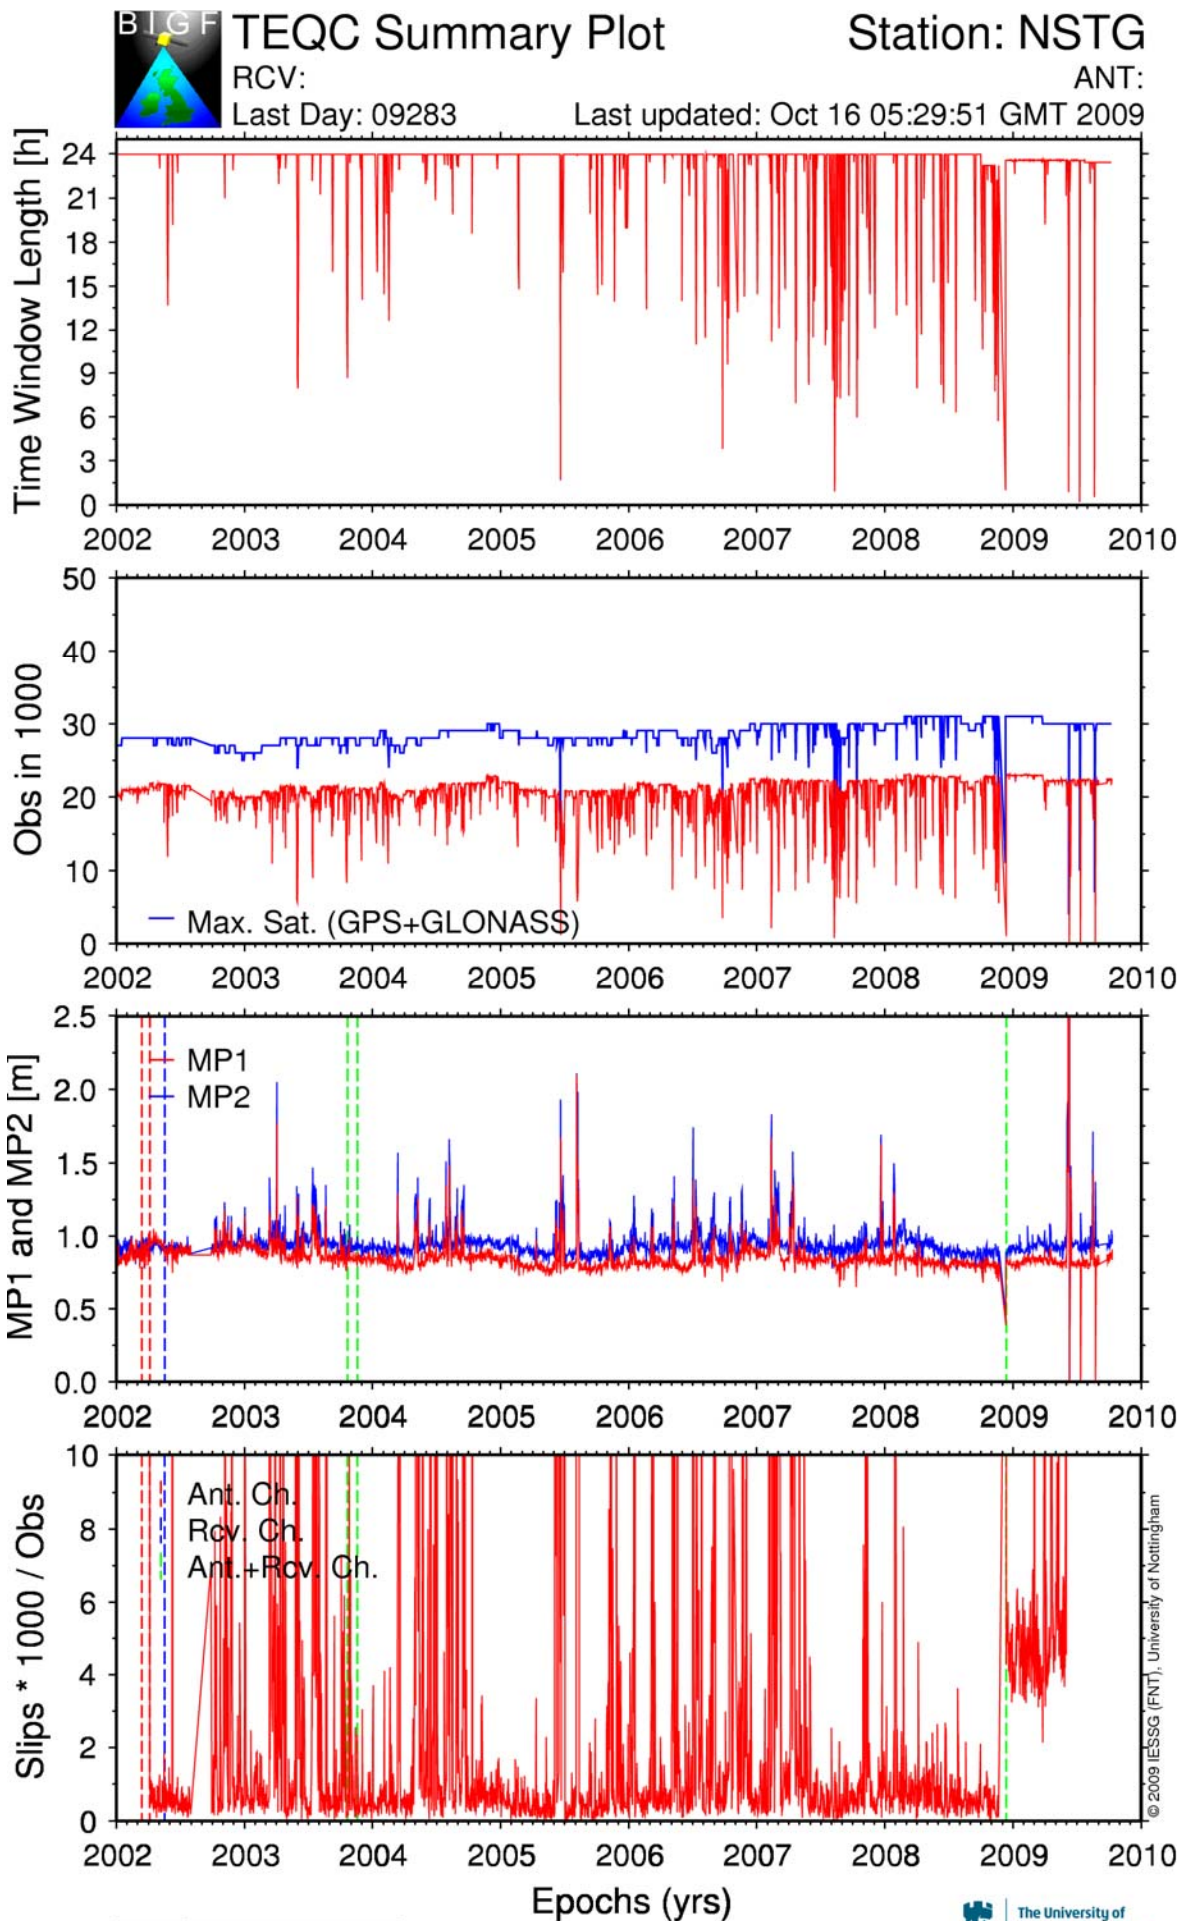 B I G F
TEQC Summary Plot Station: NSTG
RCV: ANT:
Last Day: 09283 Last updated: Oct 16 05:29:51 GMT 2009
Time Window Length [h]
24
21
18
15
12
9
6
3
0
2002 2003 2004 2005 2006 2007 2008 2009 2010
Obs in 1000
50
40
30
20
10
0
Max. Sat. (GPS+GLONASS)
2002 2003 2004 2005 2006 2007 2008 2009 2010
MP1 and MP2 [m]
2.5
2.0
1.5
1.0
0.5
0.0
MP1
MP2
2002 2003 2004 2005 2006 2007 2008 2009 2010
Slips * 1000 / Obs
10
8
6
4
2
0
Ant. Ch.
Rcv. Ch.
Ant.+Rcv. Ch.
© 2009 IESSG (FNT), University of Nottingham
2002 2003 2004 2005 2006 2007 2008 2009 2010
Epochs (yrs)
The University of